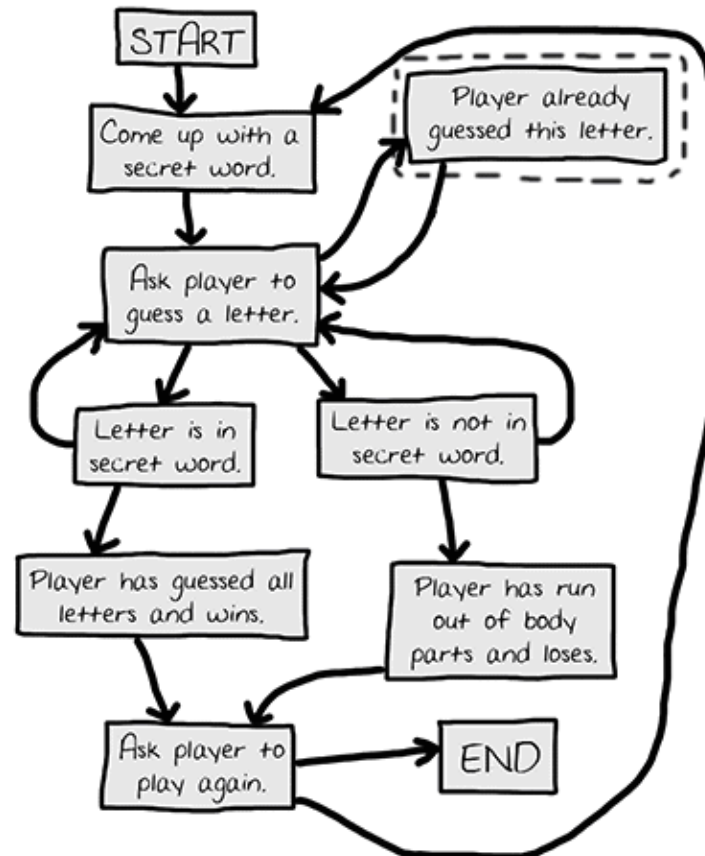 START
Player already
guessed this letter.
Come up with a
secret word.
Ask player to
guess a letter.
Letter is in
secret word.
Letter is not in
secret word.
Player has guessed all
letters and wins.
Player has run
out of body
parts and loses.
Ask player to
play again.
END